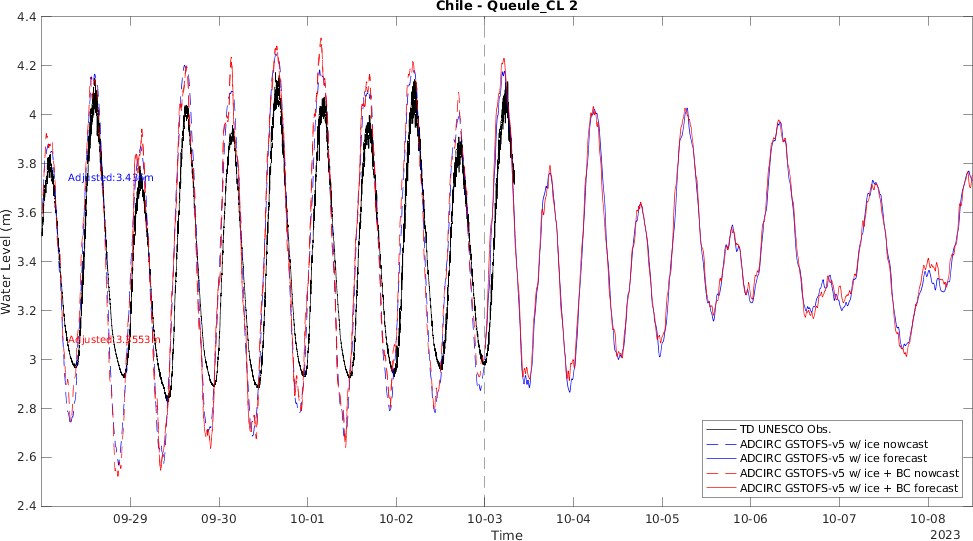 Chile - Queule_CL 2
4.4
4.2
4
3.8
3.6
3.4
3.2
3
2.8
2.6
2.4
Water Level (m)
09-29
09-30
10-01
10-02
10-03
10-04
10-05
10-06
10-07
10-08
2023
Time
TD UNESCO Obs.
ADCIRC GSTOFS-v5 w/ ice nowcast
ADCIRC GSTOFS-v5 w/ ice forecast
ADCIRC GSTOFS-v5 w/ ice + BC nowcast
ADCIRC GSTOFS-v5 w/ ice + BC forecast